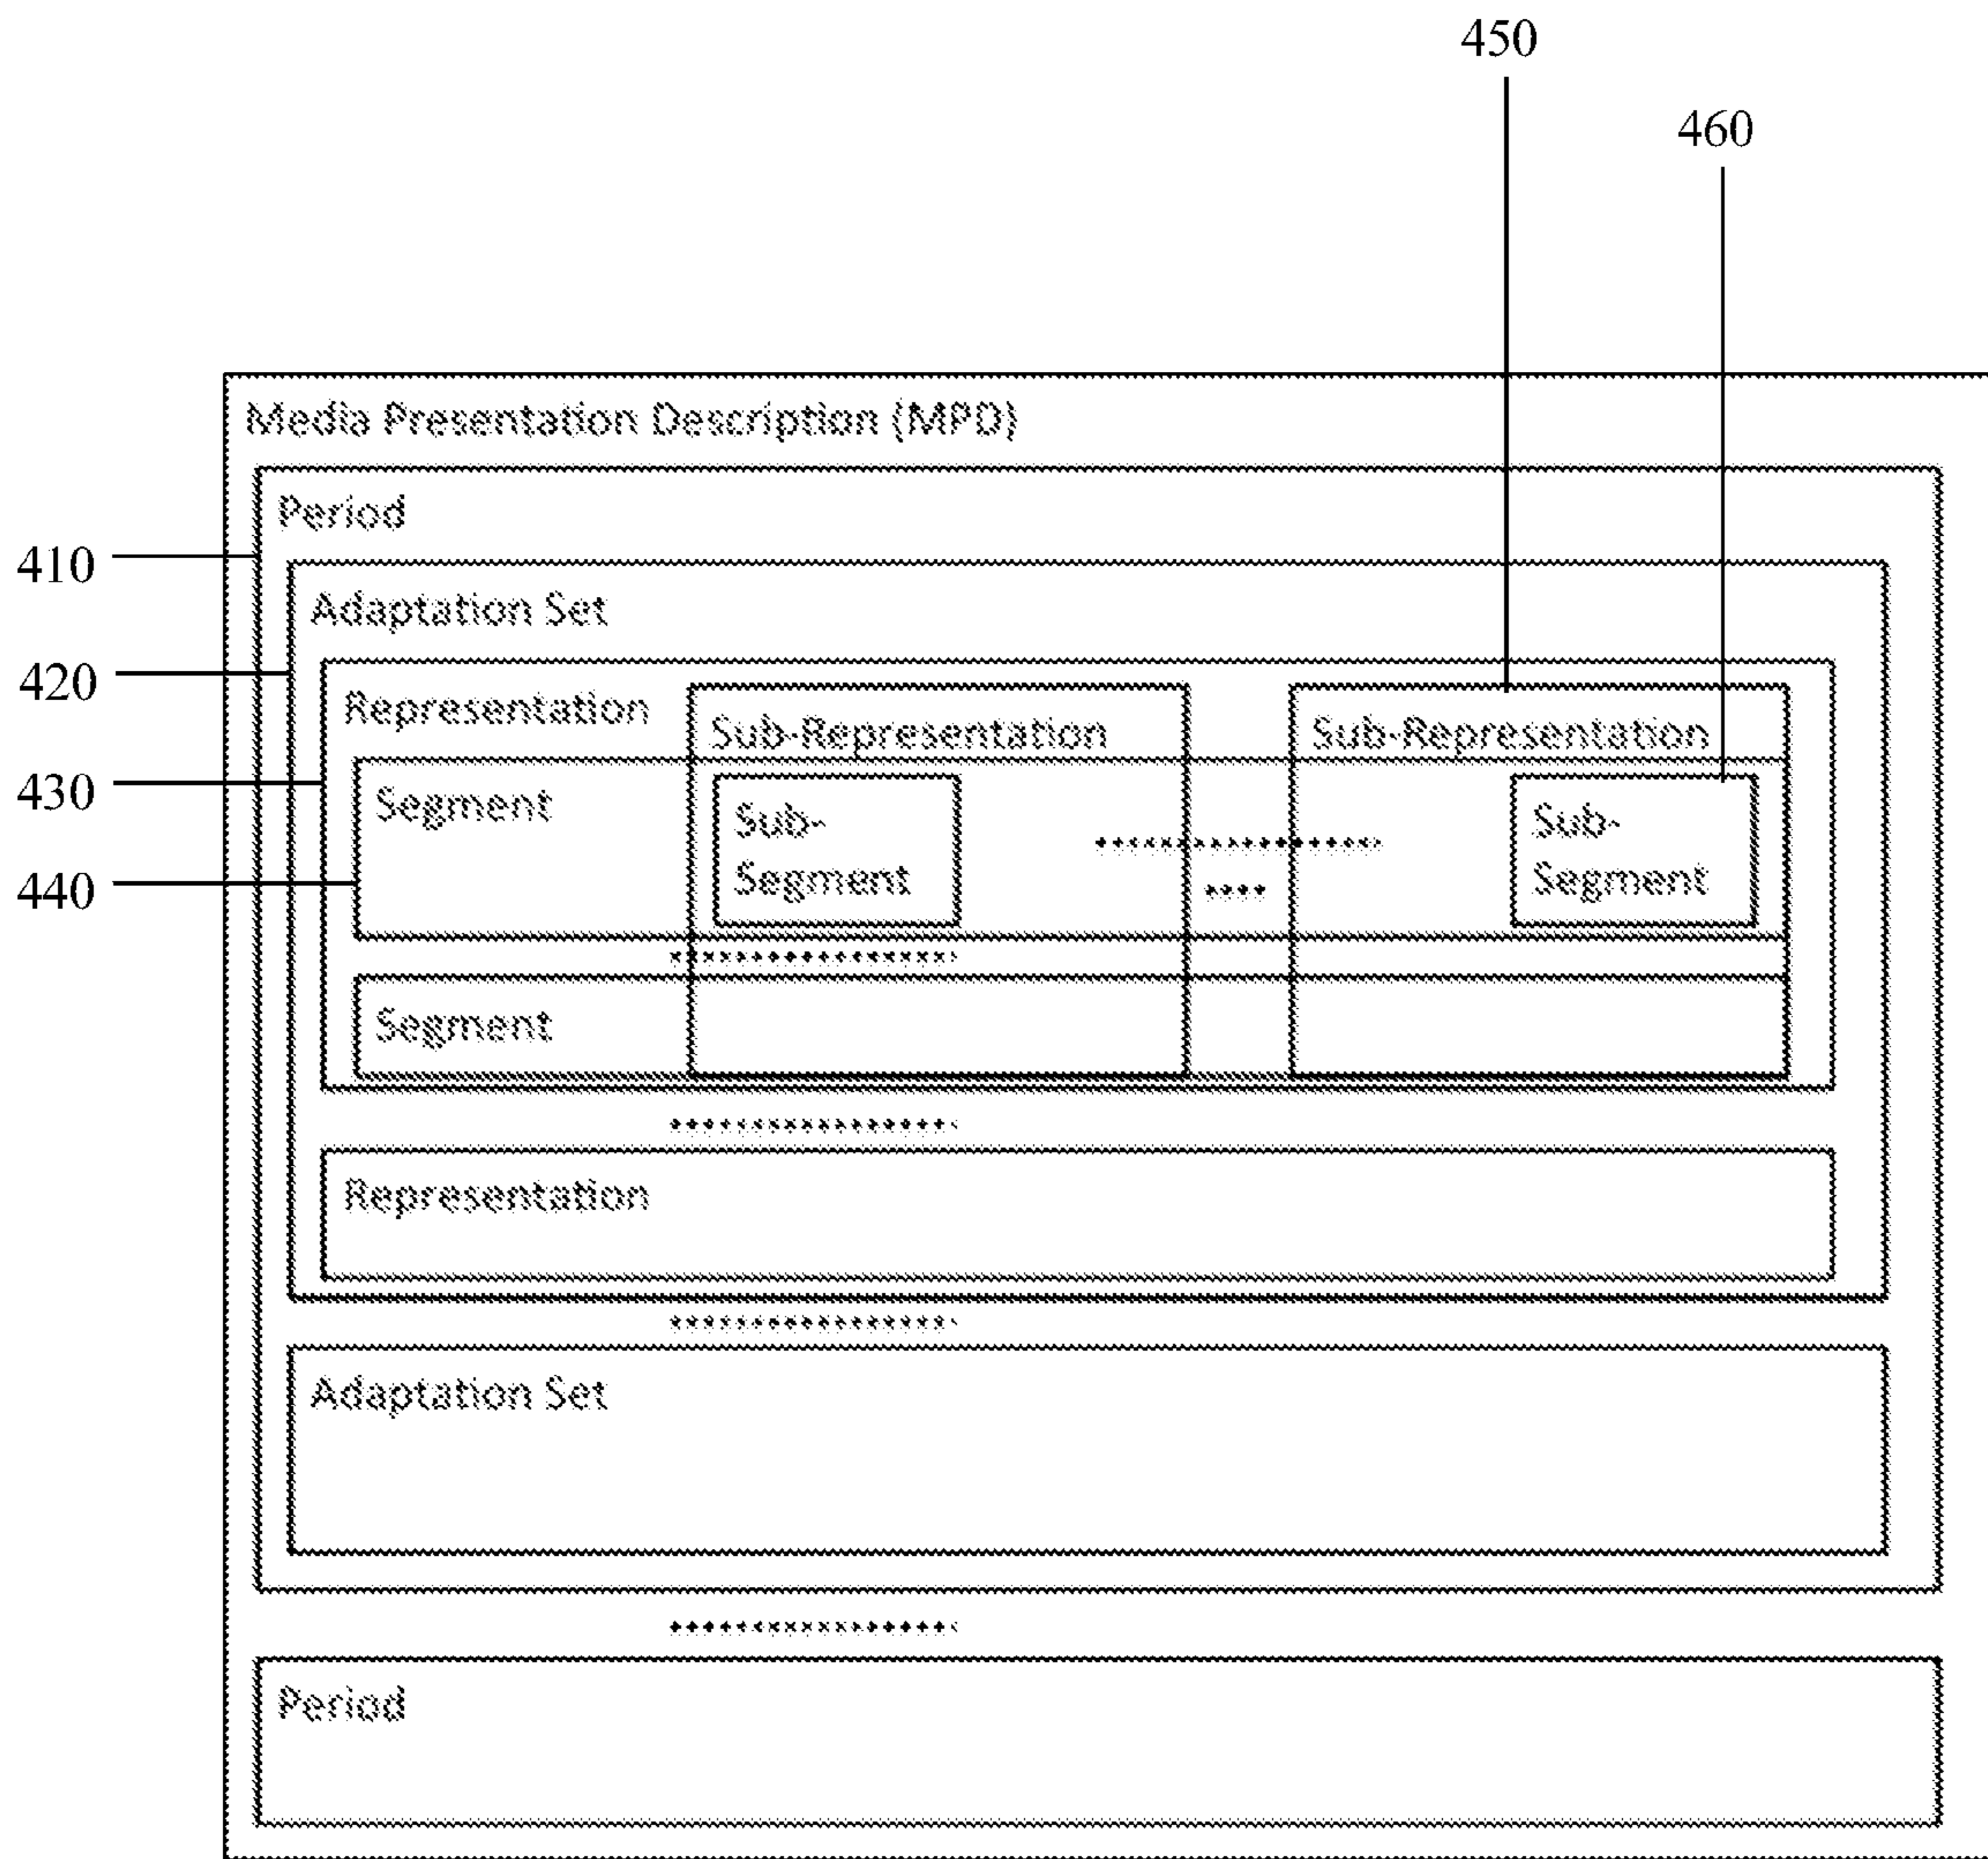 450
460
Media Presentation Description (MPD)
Period
410
Adaptation Set
420
Representation
Sub-Representation
Sub-Representation
430
Segment
Sub-
Segment
Sub-
Segment
440
Segment
Representation
Adaptation Set
Period